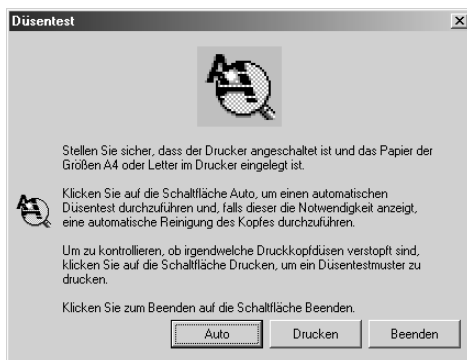 Düsentest
Stellen Sie sicher, dass der Drucker angeschaltet ist und das Papier der
Größen A4 oder Letter im Drucker eingelegt ist.
Klicken Sie auf die Schaltfläche Auto, um einen automatischen
Düsentest durchzuführen und, falls dieser die Notwendigkeit anzeigt,
eine automatische Reinigung des Kopfes durchzuführen.
Um zu kontrollieren, ob irgendwelche Druckkopfdüsen verstopft sind,
klicken Sie auf die Schaltfläche Drucken, um ein Düsentestmuster zu
drucken.
Klicken Sie zum Beenden auf die Schaltfläche Beenden.
Auto Drucken Beenden